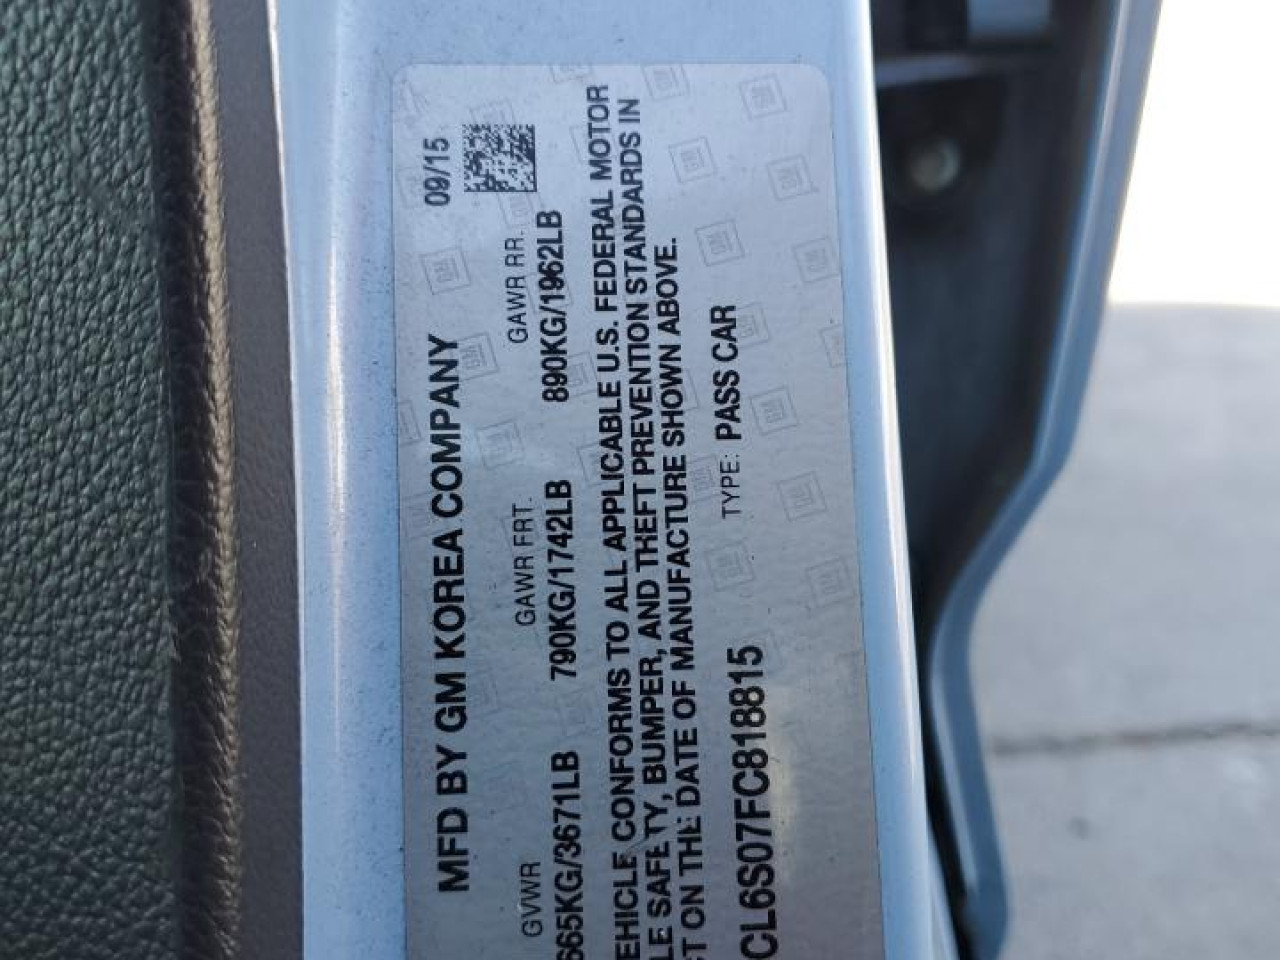 MFD BY GM KOREA COMPANY 09/15
GVWR GAWR FRT. GAWR RR.
665KG/3671LB 790KG/1742LB 890KG/1962LB
EHICLE CONFORMS TO ALL APPLICABLE U.S. FEDERAL MOTOR
LE SAFETY, BUMPER, AND THEFT PREVENTION STANDARDS IN
CT ON THE DATE OF MANUFACTURE SHOWN ABOVE.
CL6S07FC818815 TYPE: PASS CAR